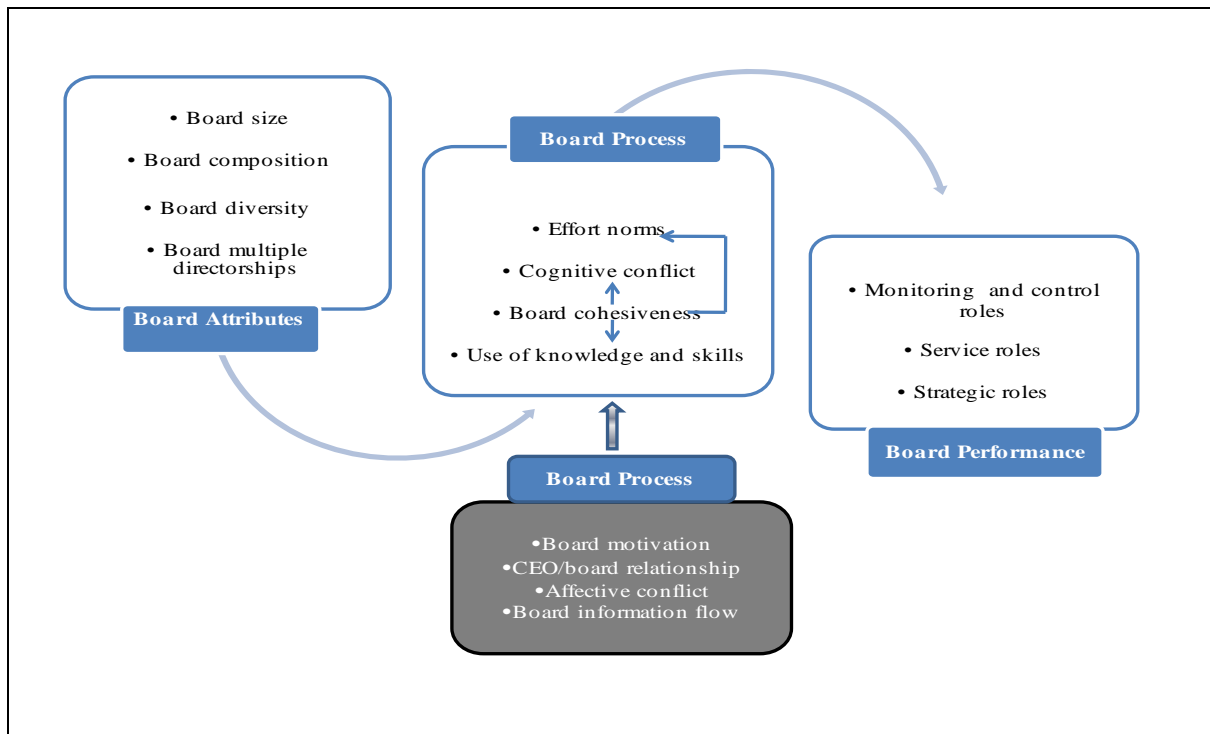 • Board size
• Board composition
• Board diversity
• Board multiple
directorships
Board Attributes
Board Process
• Effort norms
• Cognitive conflict
• Board cohesiveness
• Use of knowledge and skills
Board Process
•Board motivation
•CEO/board relationship
•Affective conflict
•Board information flow
• Monitoring and control
roles
• Service roles
• Strategic roles
Board Performance